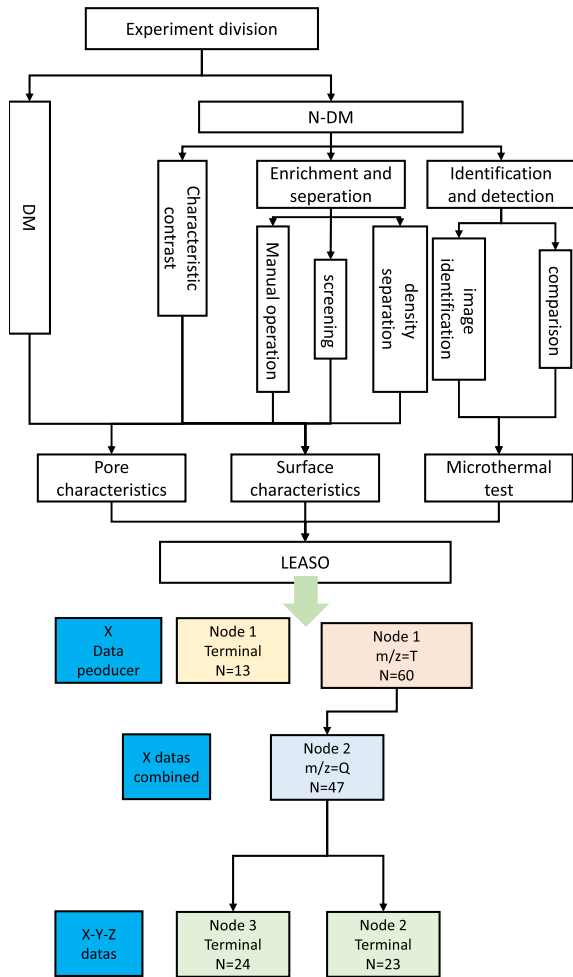 Experiment division
DM
N-DM
Characteristic
contrast
Enrichment and
seperation
Identification
and detection
Manual operation
screening
density
separation
image
identification
comparison
Pore
characteristics
Surface
characteristics
Microthermal
test
LEASO
X
Data
peoducer
Node 1
Terminal
N=13
Node 1
m/z=T
N=60
X datas
combined
Node 2
m/z=Q
N=47
X-Y-Z
datas
Node 3
Terminal
N=24
Node 2
Terminal
N=23